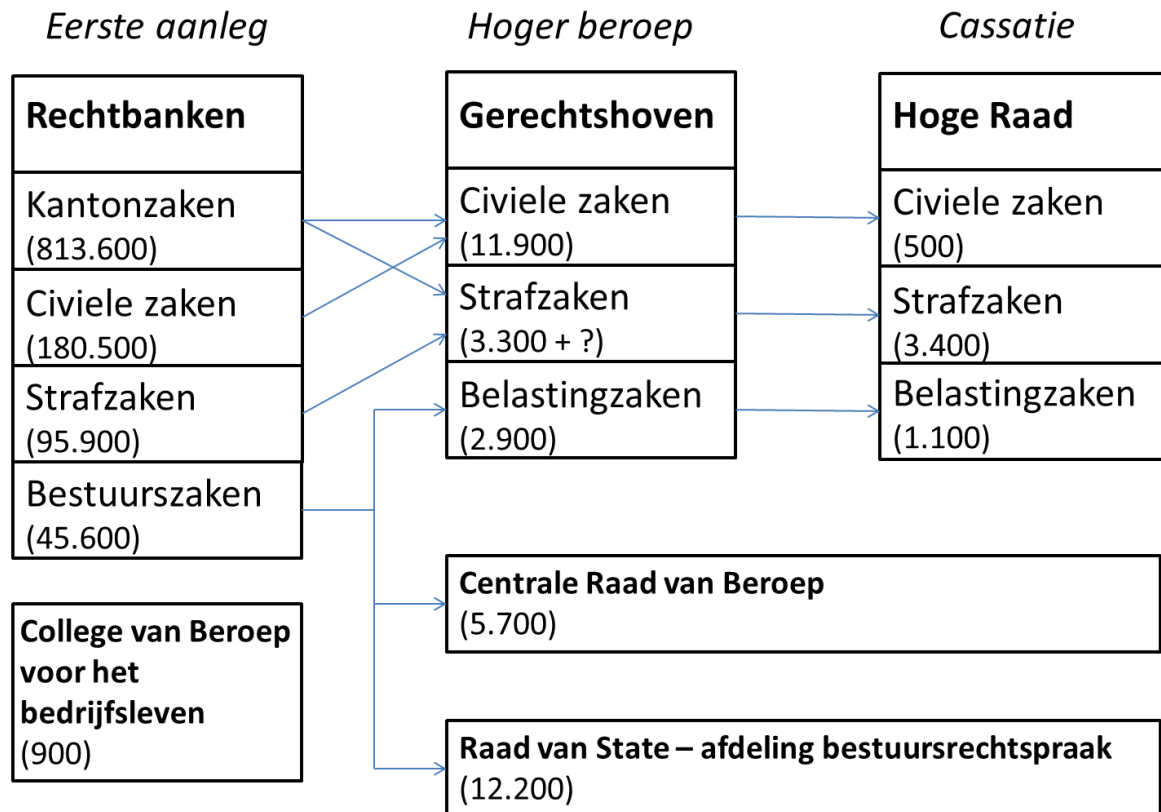 Eerste aanleg
Hoger beroep
Cassatie
Rechtbanken
Kantonzaken
(813.600)
Civiele zaken
(180.500)
Strafzaken
(95.900)
Bestuurszaken
(45.600)
College van Beroep
voor het
bedrijfsleven
(900)
Gerechtshoven
Civiele zaken
(11.900)
Strafzaken
(3.300 + ?)
Belastingzaken
(2.900)
Centrale Raad van Beroep
(5.700)
Raad van State – afdeling bestuursrechtspraak
(12.200)
Hoge Raad
Civiele zaken
(500)
Strafzaken
(3.400)
Belastingzaken
(1.100)